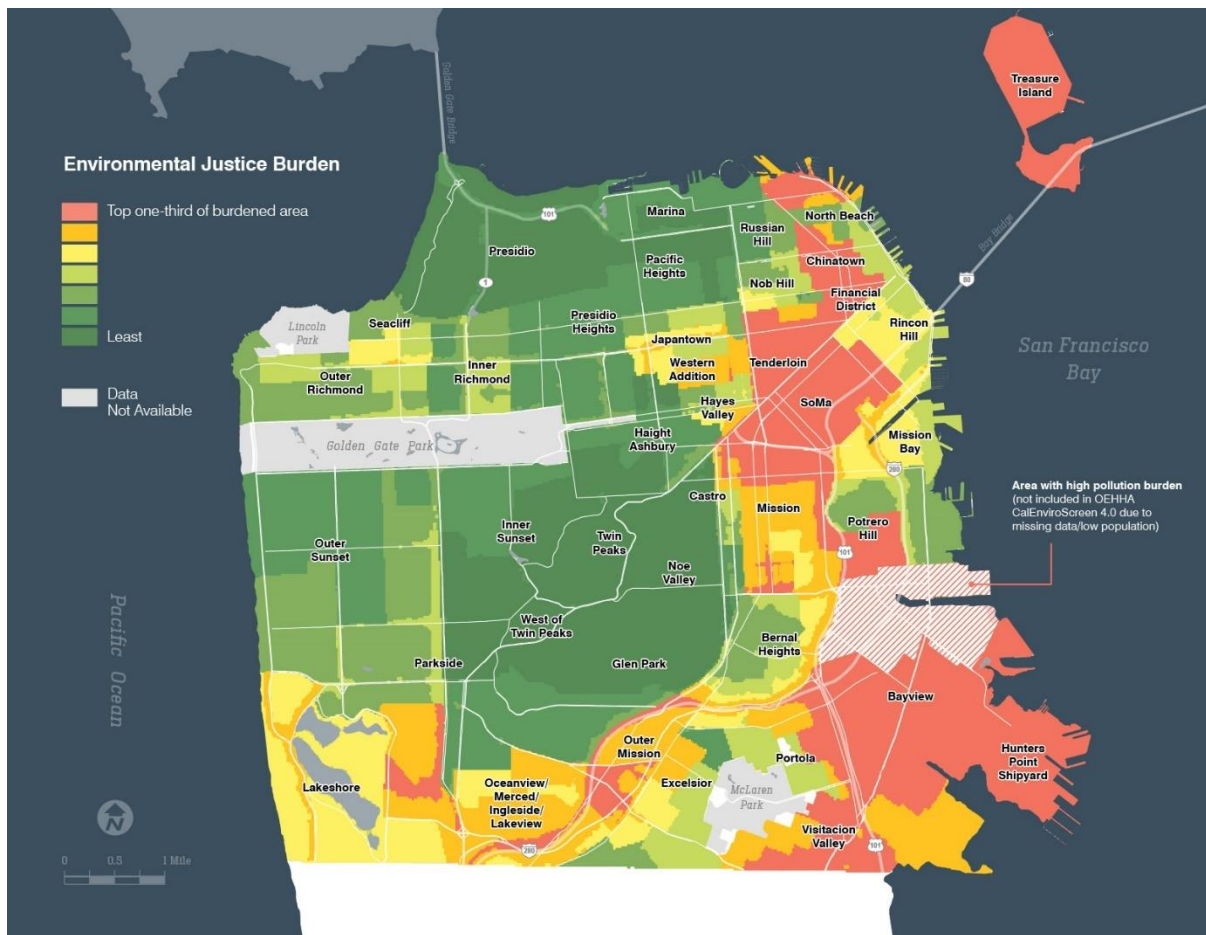 Golden Gate Bridge
Treasure
Island
Environmental Justice Burden
Top one-third of burdened area
Least
Data
Not Available
101
Marina
North Beach
Russian
Hill
Presidio
Bay Bridge
Pacific
Heights
Chinatown
1
Nob Hill
80
Financial
District
Lincoln
Park
Seacliff
Presidio
Heights
Rincon
Hill
Japantown
San Francisco
Bay
Outer
Richmond
Inner
Richmond
Western
Addition
Tenderloin
Hayes
Valley
SoMa
Golden Gate Park
Haight
Ashbury
Mission
Bay
280
Area with high pollution burden
(not included in OEHHA
CalEnviroScreen 4.0 due to
missing data/low population)
Castro
Mission
Inner
Sunset
Twin
Peaks
Potrero
Hill
Outer
Sunset
101
Noe
Valley
Pacific Ocean
West of
Twin Peaks
Bernal
Heights
Parkside
Glen Park
Bayview
Outer
Mission
Hunters
Point
Shipyard
Lakeshore
Oceanview/
Merced/
Ingleside/
Lakeview
Excelsior
Portola
McLaren
Park
N
Visitacion
Valley
280
101
0 0.5 1 Mile